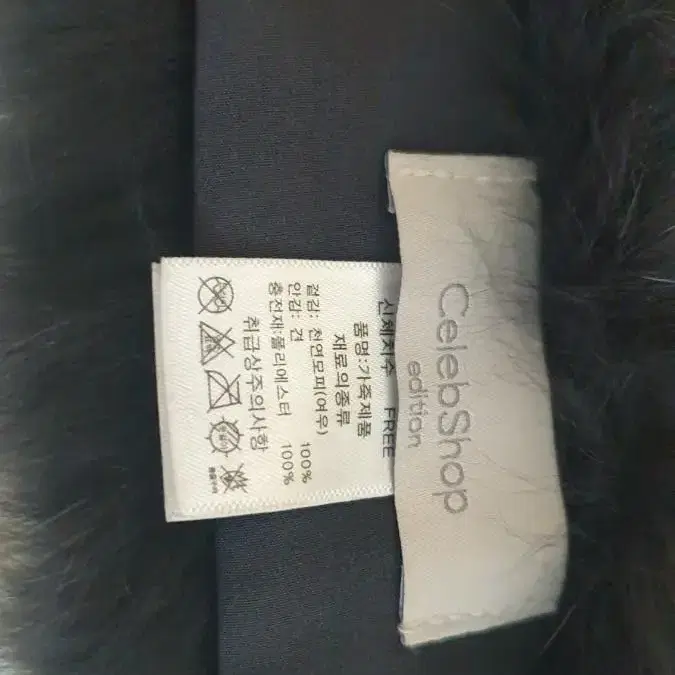 CelebShop
edition
신체치수 FREE
품명:가죽제품
재료의종류
겉감: 천연모피(여우) 100%
안감: 견 100%
충전재:폴리에스터
취급상주의사항